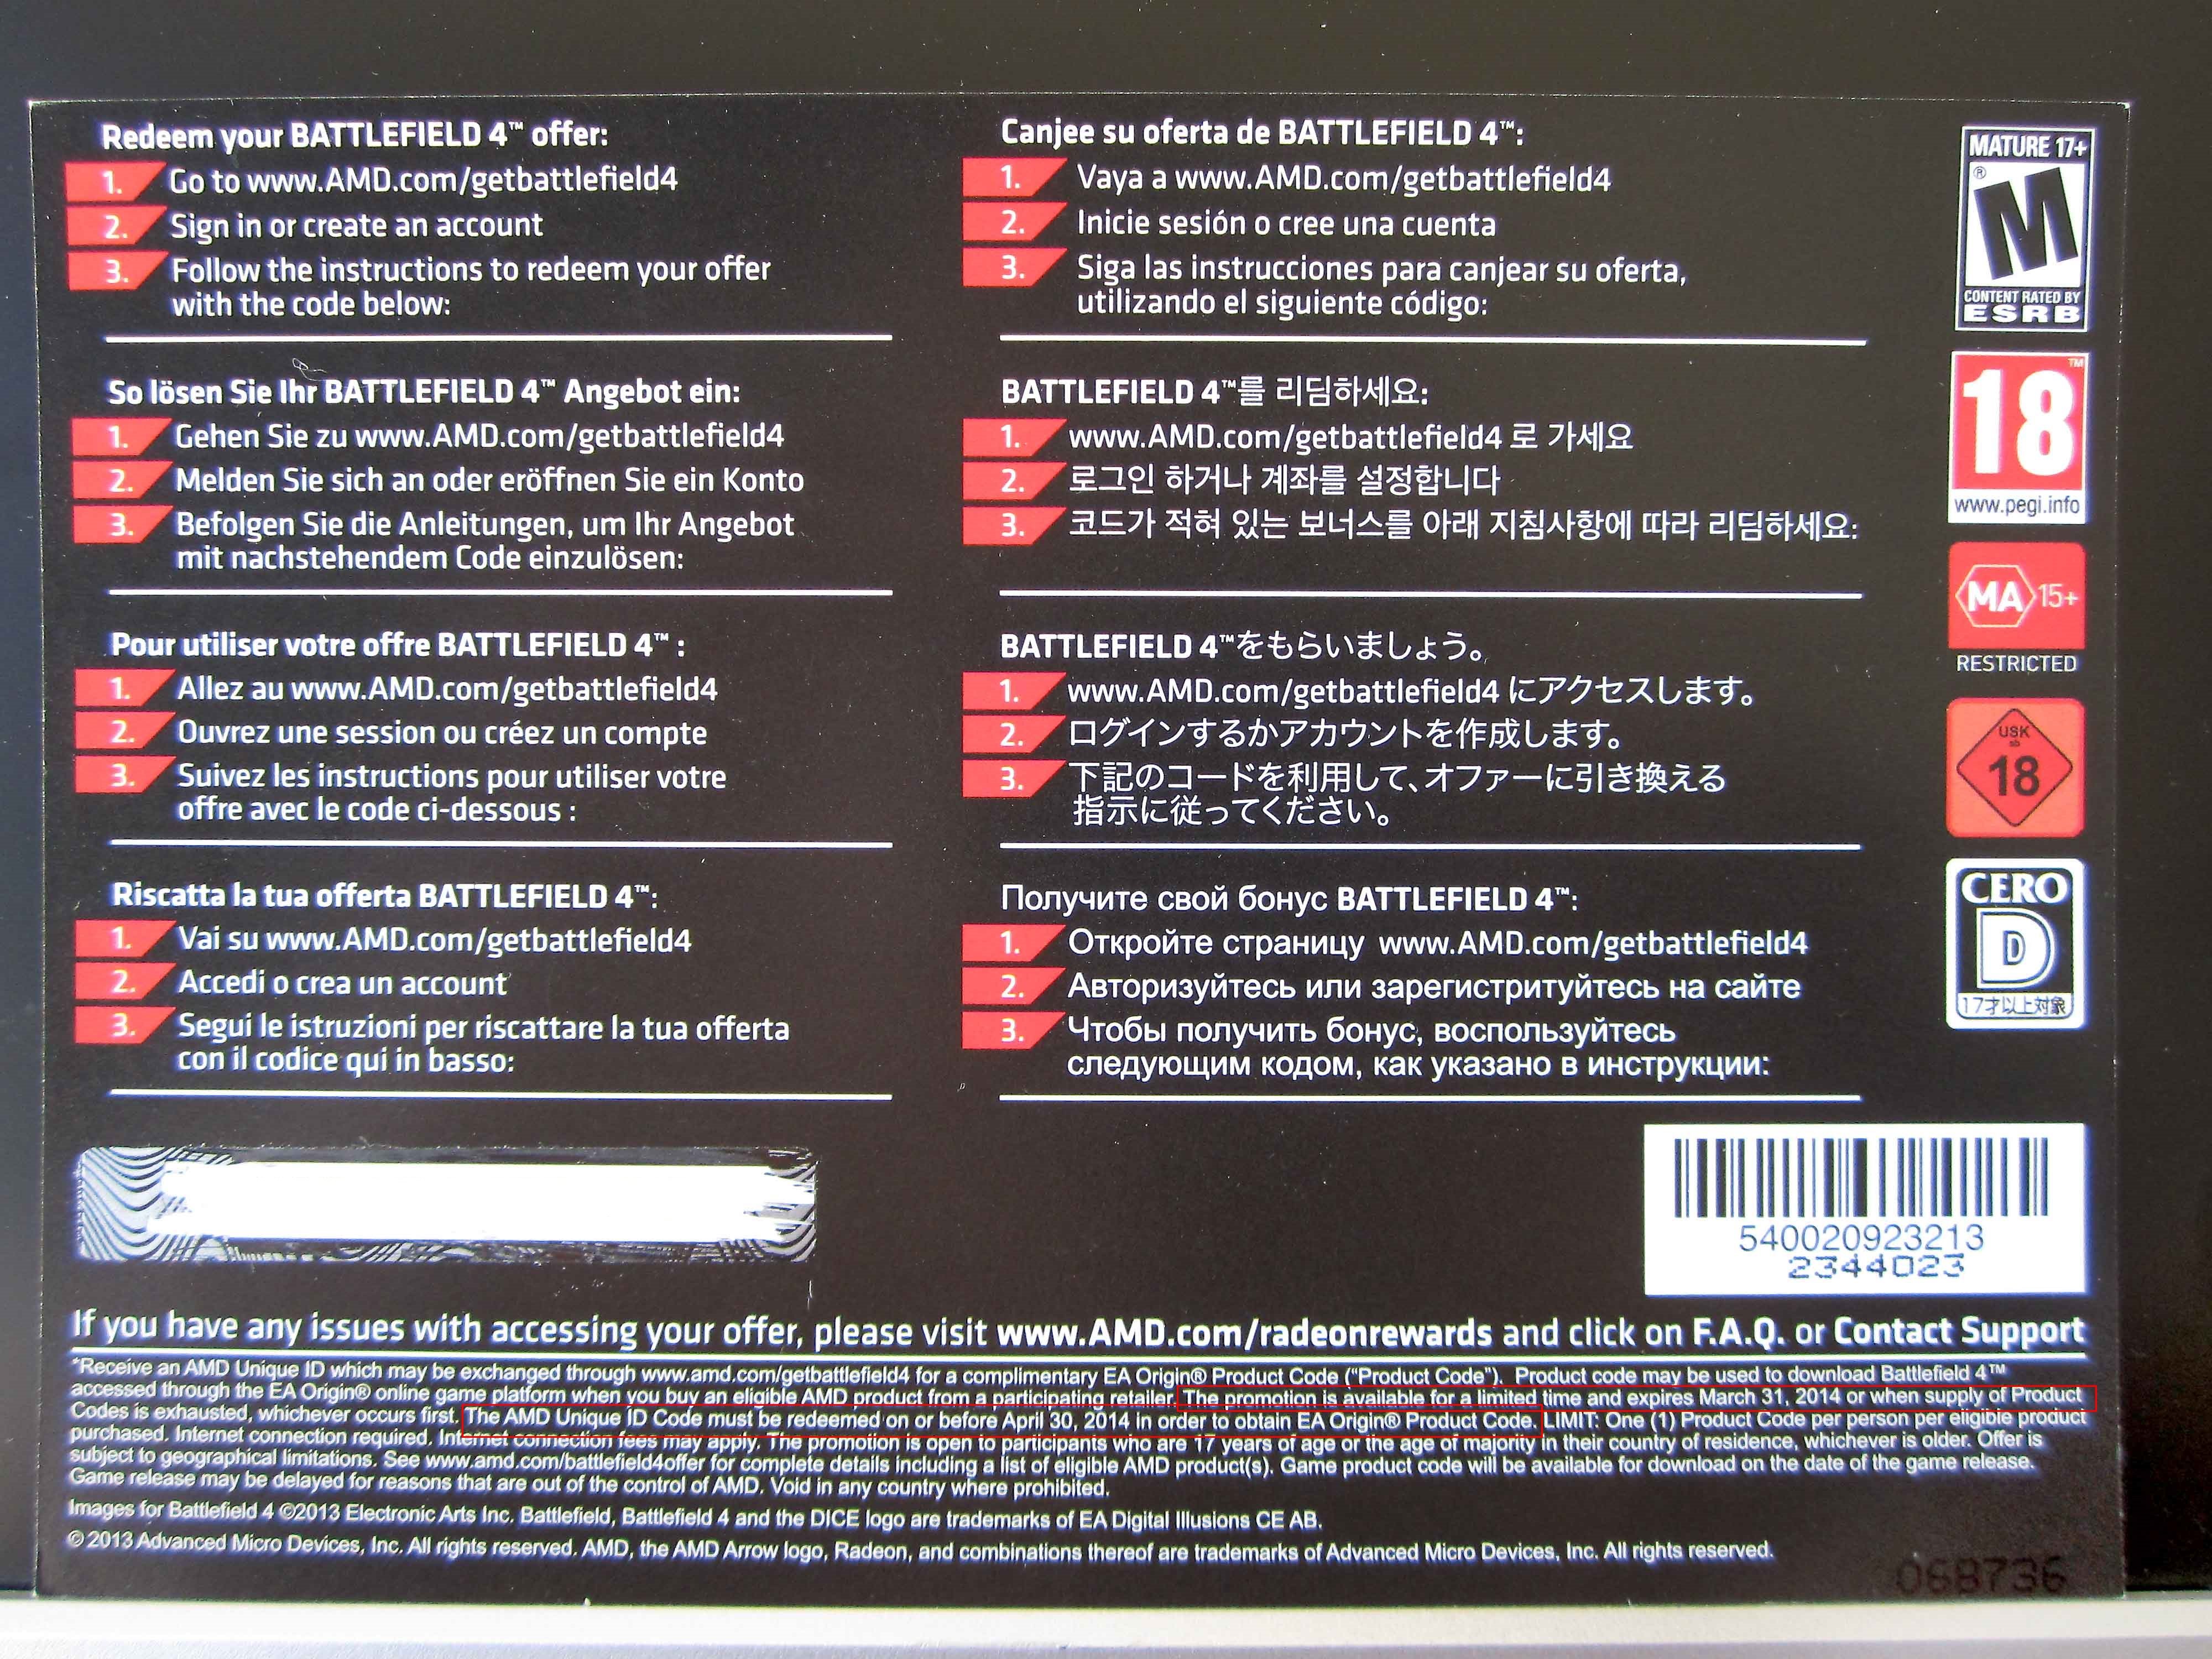 Redeem your BATTLEFIELD 4™ offer:
1. Go to www.AMD.com/getbattlefield4
2. Sign in or create an account
3. Follow the instructions to redeem your offer
with the code below:
So lösen Sie Ihr BATTLEFIELD 4™ Angebot ein:
1. Gehen Sie zu www.AMD.com/getbattlefield4
2. Melden Sie sich an oder eröffnen Sie ein Konto
3. Befolgen Sie die Anleitungen, um Ihr Angebot
mit nachstehendem Code einzulösen:
Pour utiliser votre offre BATTLEFIELD 4™ :
1. Allez au www.AMD.com/getbattlefield4
2. Ouvrez une session ou créez un compte
3. Suivez les instructions pour utiliser votre
offre avec le code ci-dessous :
Riscatta la tua offerta BATTLEFIELD 4™:
1. Vai su www.AMD.com/getbattlefield4
2. Accedi o crea un account
3. Segui le istruzioni per riscattare la tua offerta
con il codice qui in basso:
Canjee su oferta de BATTLEFIELD 4™:
1. Vaya a www.AMD.com/getbattlefield4
2. Inicie sesión o cree una cuenta
3. Siga las instrucciones para canjear su oferta,
utilizando el siguiente código:
BATTLEFIELD 4™를 리딤하세요:
1. www.AMD.com/getbattlefield4 로 가세요
2. 로그인 하거나 계좌를 설정합니다
3. 코드가 적혀 있는 보너스를 아래 지침사항에 따라 리딤하세요:
BATTLEFIELD 4™をもらいましょう。
1. www.AMD.com/getbattlefield4 にアクセスします。
2. ログインするかアカウントを作成します。
3. 下記のコードを利用して、オファーに引き換える
指示に従ってください。
Получите свой бонус BATTLEFIELD 4™:
1. Откройте страницу www.AMD.com/getbattlefield4
2. Авторизуйтесь или зарегистритуйтесь на сайте
3. Чтобы получить бонус, воспользуйтесь
следующим кодом, как указано в инструкции:
MATURE 17+
®
M
CONTENT RATED BY
ESRB
18
™
www.pegi.info
MA 15+
RESTRICTED
USK
ab
18
CERO
D
17才以上対象
540020923213
2344023
If you have any issues with accessing your offer, please visit www.AMD.com/radeonrewards and click on F.A.Q. or Contact Support
*Receive an AMD Unique ID which may be exchanged through www.amd.com/getbattlefield4 for a complimentary EA Origin® Product Code ("Product Code"). Product code may be used to download Battlefield 4™
accessed through the EA Origin® online game platform when you buy an eligible AMD product from a participating retailer. The promotion is available for a limited time and expires March 31, 2014 or when supply of Product
Codes is exhausted, whichever occurs first. The AMD Unique ID Code must be redeemed on or before April 30, 2014 in order to obtain EA Origin® Product Code. LIMIT: One (1) Product Code per person per eligible product
purchased. Internet connection required. Internet connection fees may apply. The promotion is open to participants who are 17 years of age or the age of majority in their country of residence, whichever is older. Offer is
subject to geographical limitations. See www.amd.com/battlefield4offer for complete details including a list of eligible AMD product(s). Game product code will be available for download on the date of the game release.
Game release may be delayed for reasons that are out of the control of AMD. Void in any country where prohibited.
Images for Battlefield 4 ©2013 Electronic Arts Inc. Battlefield, Battlefield 4 and the DICE logo are trademarks of EA Digital Illusions CE AB.
© 2013 Advanced Micro Devices, Inc. All rights reserved. AMD, the AMD Arrow logo, Radeon, and combinations thereof are trademarks of Advanced Micro Devices, Inc. All rights reserved.
068736